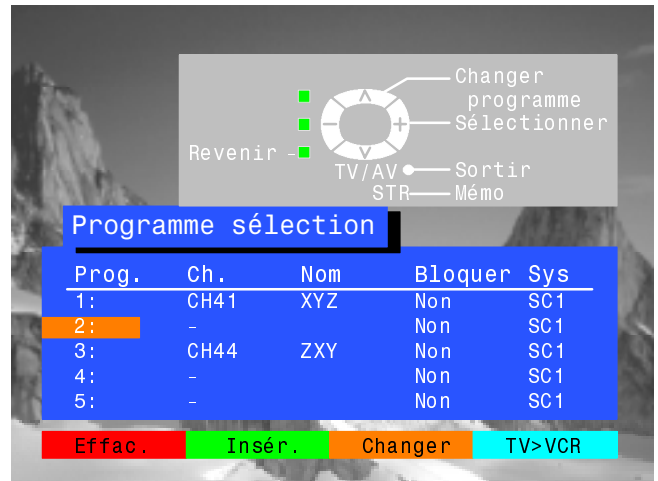 Changer
programme
Sélectionner
Revenir
TV/AV Sortir
STR Mémo
Programme sélection
Prog. Ch. Nom Bloquer Sys
1: CH41 XYZ Non SC1
2: - Non SC1
3: CH44 ZXY Non SC1
4: - Non SC1
5: - Non SC1
Effac. Insér. Changer TV>VCR